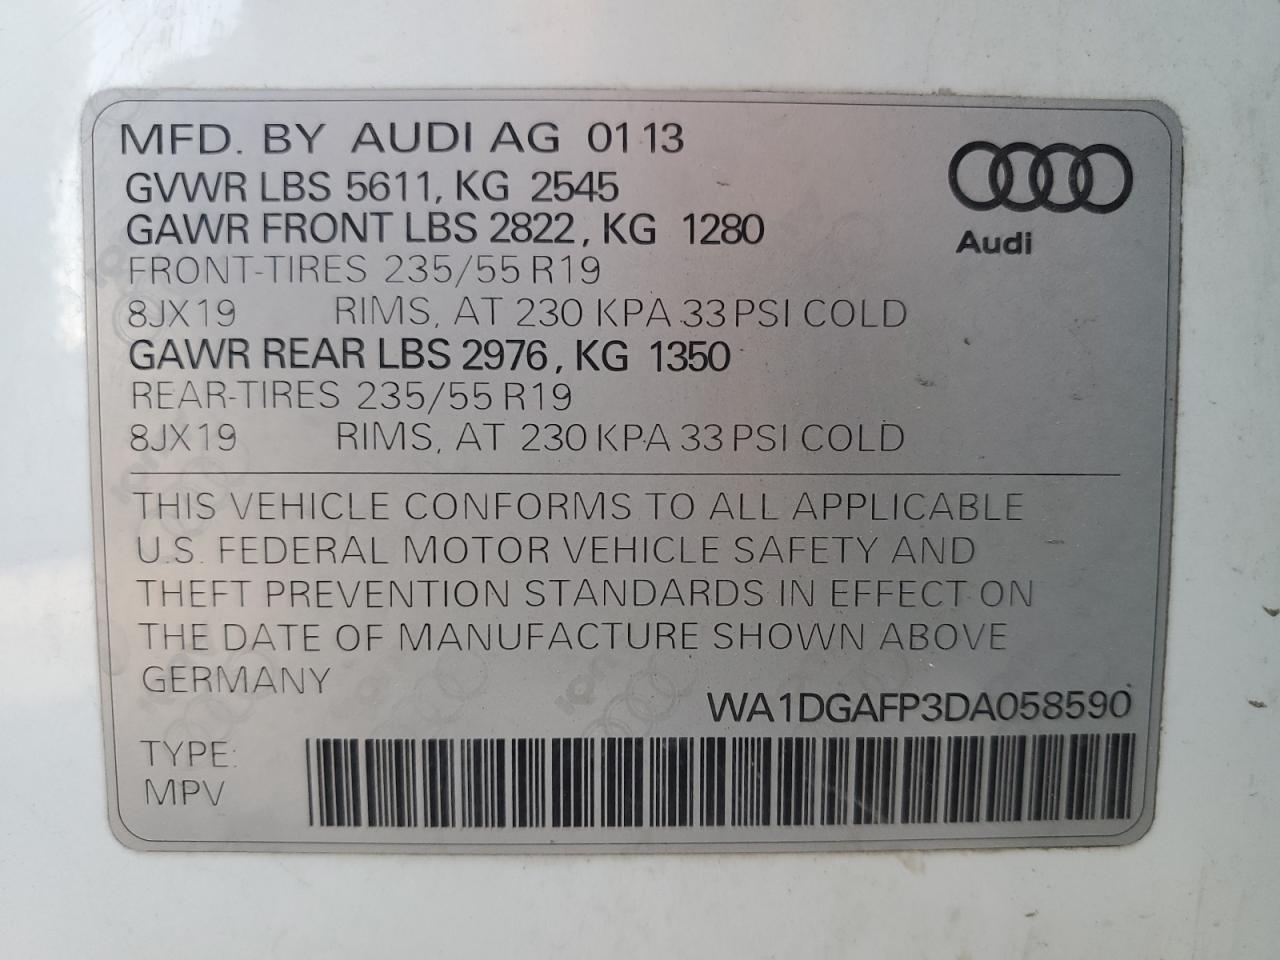 MFD. BY AUDI AG 01 13
GVWR LBS 5611, KG 2545
GAWR FRONT LBS 2822, KG 1280
FRONT-TIRES 235/55 R19
8JX19 RIMS, AT 230 KPA 33 PSI COLD
GAWR REAR LBS 2976, KG 1350
REAR-TIRES 235/55 R19
8JX19 RIMS, AT 230 KPA 33 PSI COLD
Audi
THIS VEHICLE CONFORMS TO ALL APPLICABLE
U.S. FEDERAL MOTOR VEHICLE SAFETY AND
THEFT PREVENTION STANDARDS IN EFFECT ON
THE DATE OF MANUFACTURE SHOWN ABOVE
GERMANY
WA1DGAFP3DA058590
TYPE:
MPV